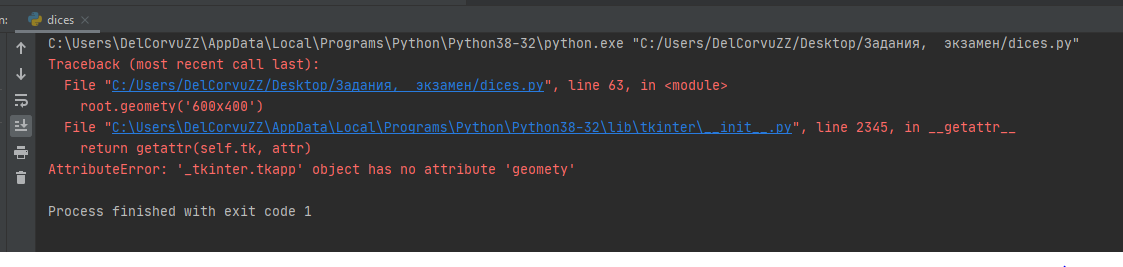 n: dices
C:\Users\DelCorvuZZ\AppData\Local\Programs\Python\Python38-32\python.exe "C:/Users/DelCorvuZZ/Desktop/Задания,  экзамен/dices.py"
Traceback (most recent call last):
  File "C:/Users/DelCorvuZZ/Desktop/Задания,  экзамен/dices.py", line 63, in <module>
    root.geomety('600x400')
  File "C:\Users\DelCorvuZZ\AppData\Local\Programs\Python\Python38-32\lib\tkinter\__init__.py", line 2345, in __getattr__
    return getattr(self.tk, attr)
AttributeError: '_tkinter.tkapp' object has no attribute 'geomety'
Process finished with exit code 1